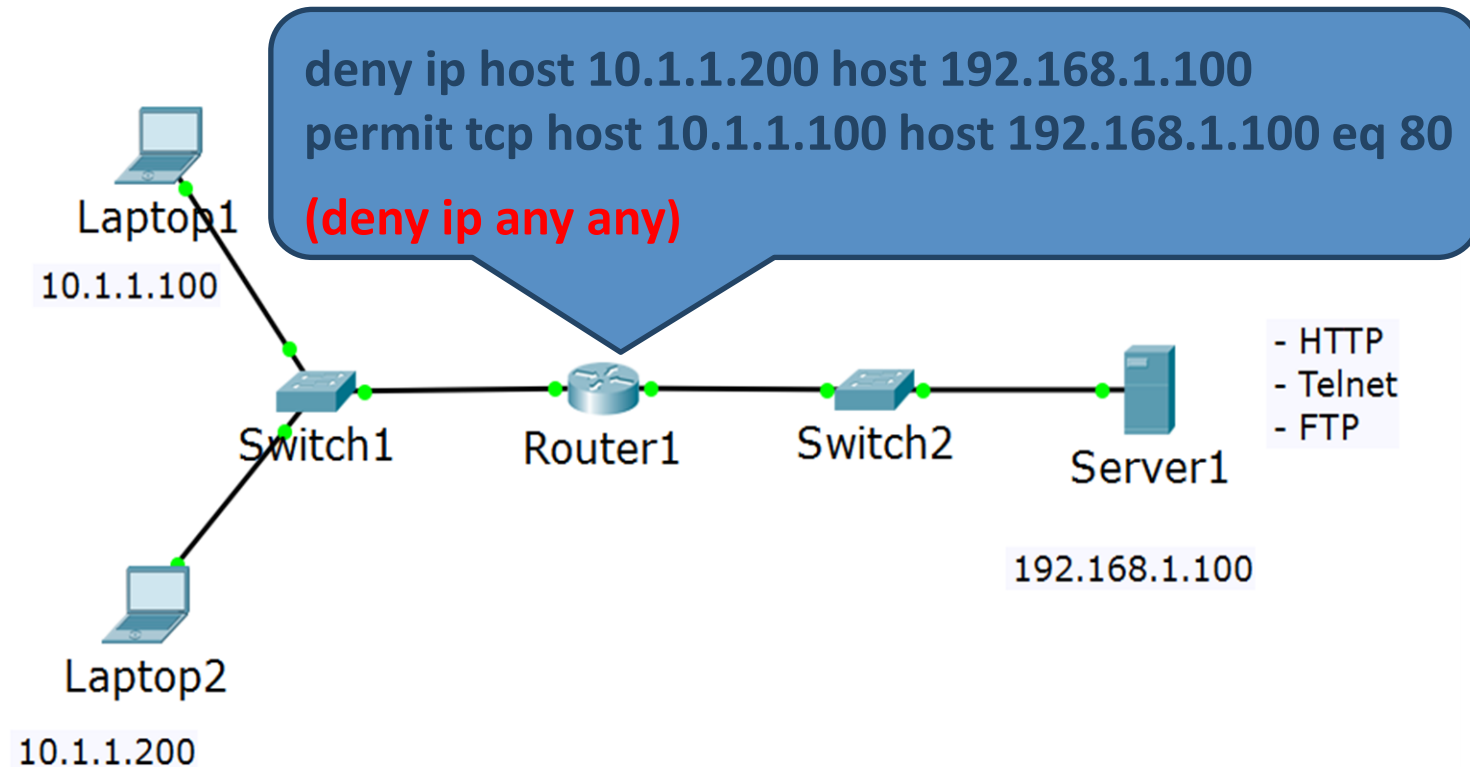 deny ip host 10.1.1.200 host 192.168.1.100
permit tcp host 10.1.1.100 host 192.168.1.100 eq 80
(deny ip any any)
Laptop1
10.1.1.100
Switch1
Router1
Switch2
Server1
- HTTP
- Telnet
- FTP
192.168.1.100
Laptop2
10.1.1.200